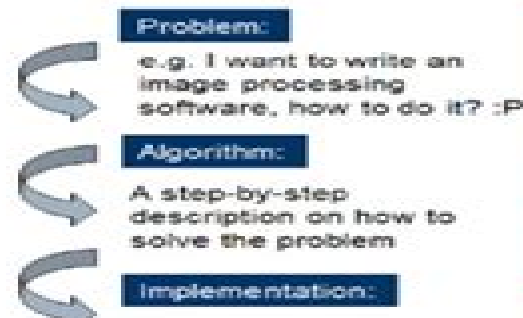 Problem:
e.g. I want to write an
image processing
software, how to do it? :P
Algorithm:
A step-by-step
description on how to
solve the problem
Implementation: